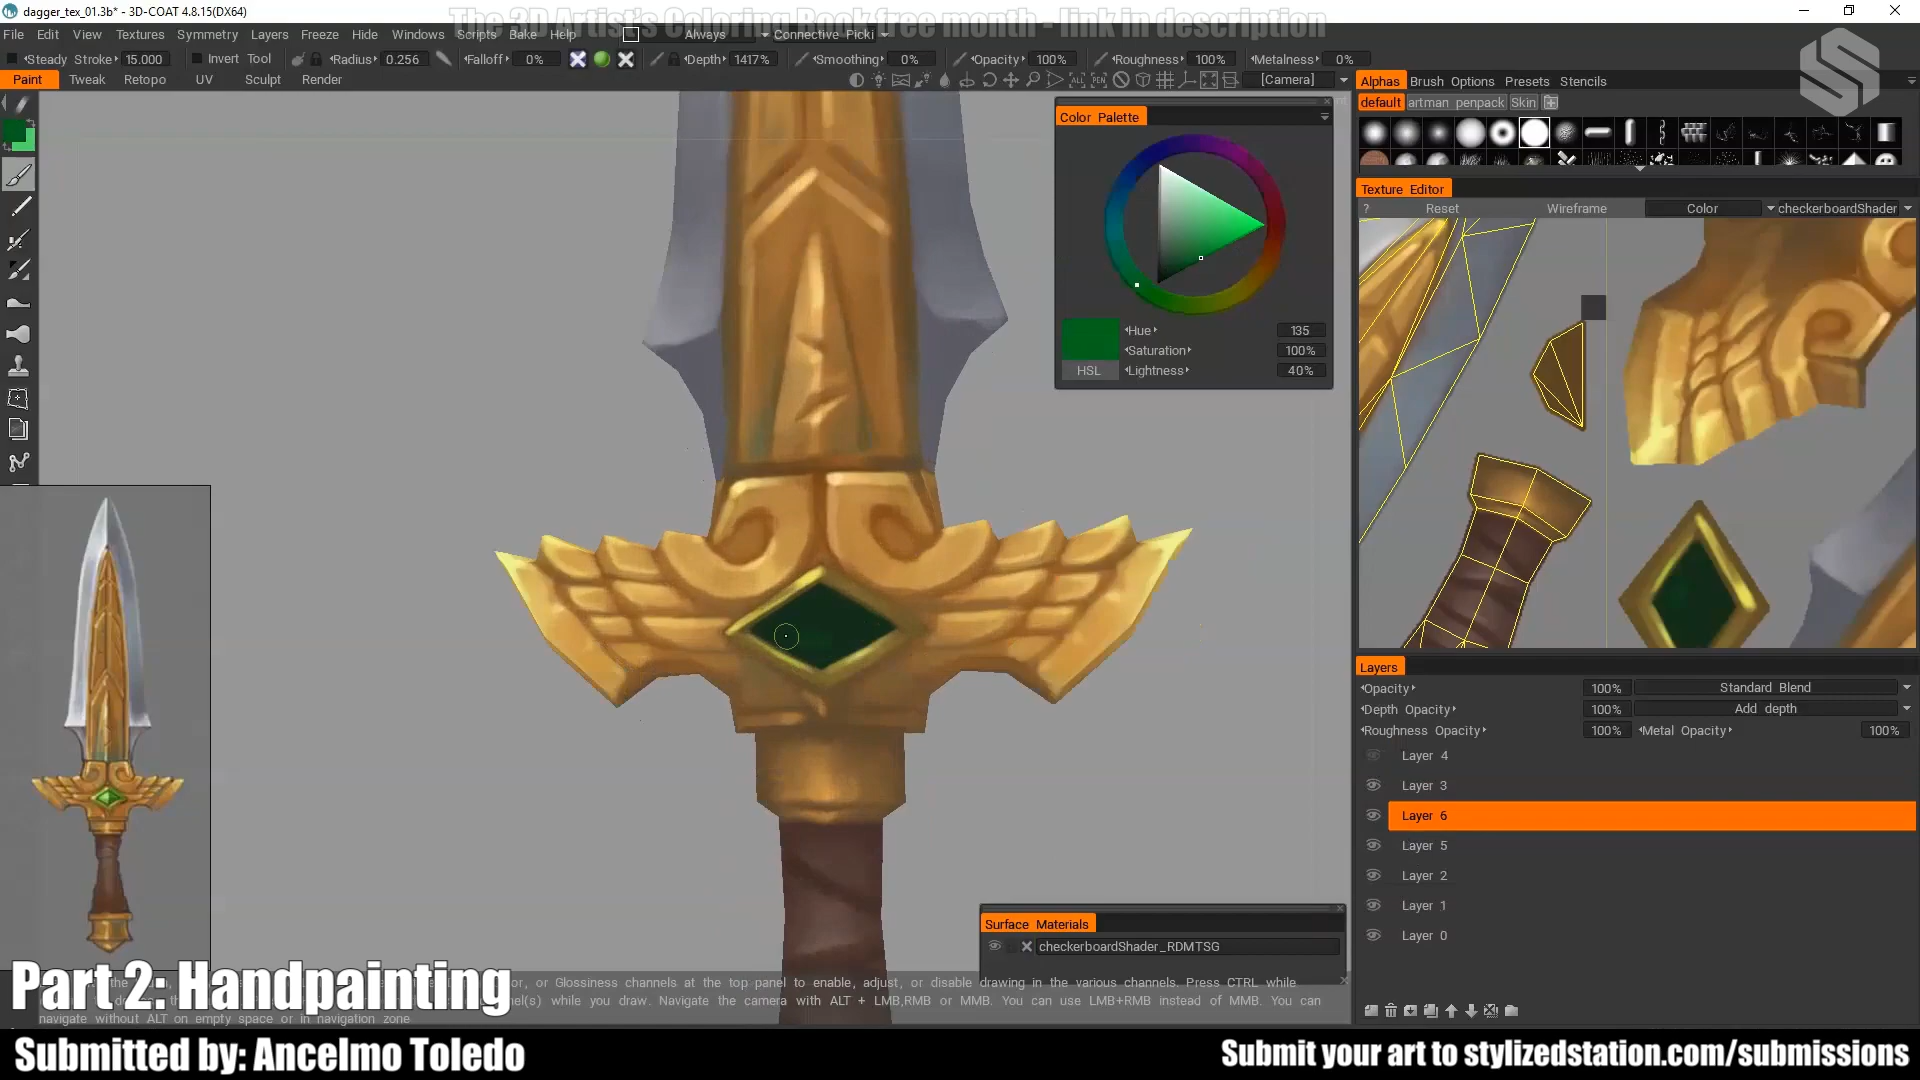 dagger_tex_01.3b* - 3D-COAT 4.8.15(DX64)
The 3D Artist's Coloring Book free month - link in description
File Edit View Textures Symmetry Layers Freeze Hide Windows Scripts Bake Help Always Connective Picki
Steady Stroke 15.000 Invert Tool Radius 0.256 Falloff 0% Depth 1417% Smoothing 0% Opacity 100% Roughness 100% Metalness 0%
Paint Tweak Retopo UV Sculpt Render [Camera]
Color Palette
Hue 135
Saturation 100%
HSL Lightness 40%
Alphas Brush Options Presets Stencils
default artman penpack Skin
Texture Editor
? Reset Wireframe Color checkerboardShader
Layers
Opacity 100% Standard Blend
Depth Opacity 100% Add depth
Roughness Opacity 100% Metal Opacity 100%
Layer 4
Layer 3
Layer 6
Layer 5
Layer 2
Layer 1
Layer 0
Surface Materials
checkerboardShader_RDMTSG
or, or Glossiness channels at the top panel to enable, adjust, or disable drawing in the various channels. Press CTRL while
while you draw. Navigate the camera with ALT + LMB,RMB or MMB. You can use LMB+RMB instead of MMB. You can
navigate without ALT on empty space or in navigation zone
Part 2: Handpainting
Submitted by: Ancelmo Toledo
Submit your art to stylizedstation.com/submissions